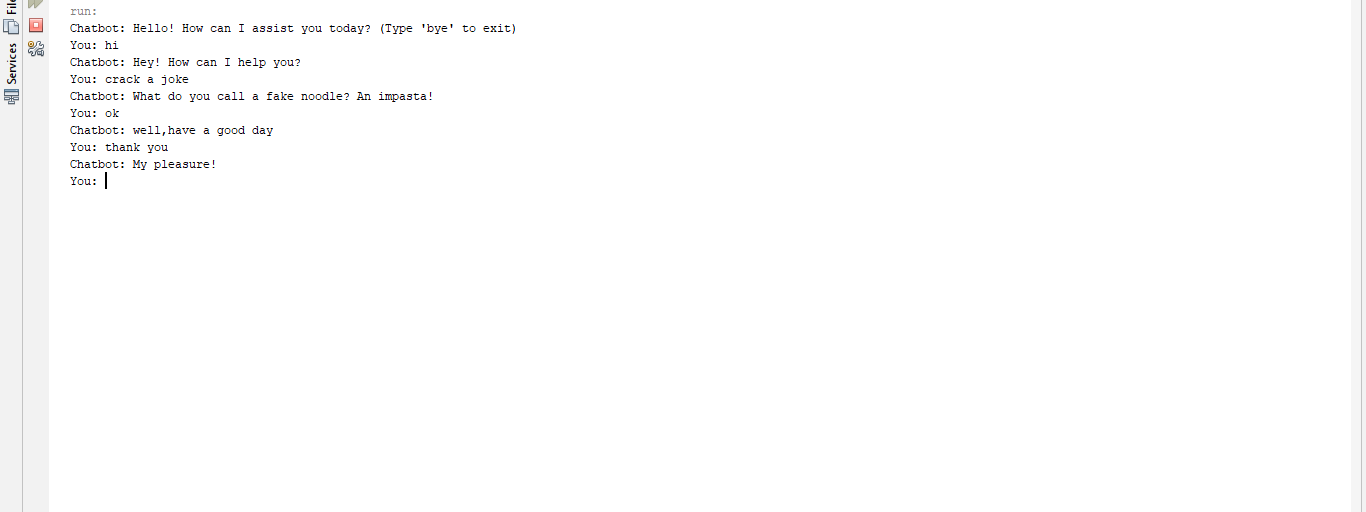 File
Services
run:
Chatbot: Hello! How can I assist you today? (Type 'bye' to exit)
You: hi
Chatbot: Hey! How can I help you?
You: crack a joke
Chatbot: What do you call a fake noodle? An impasta!
You: ok
Chatbot: well,have a good day
You: thank you
Chatbot: My pleasure!
You: